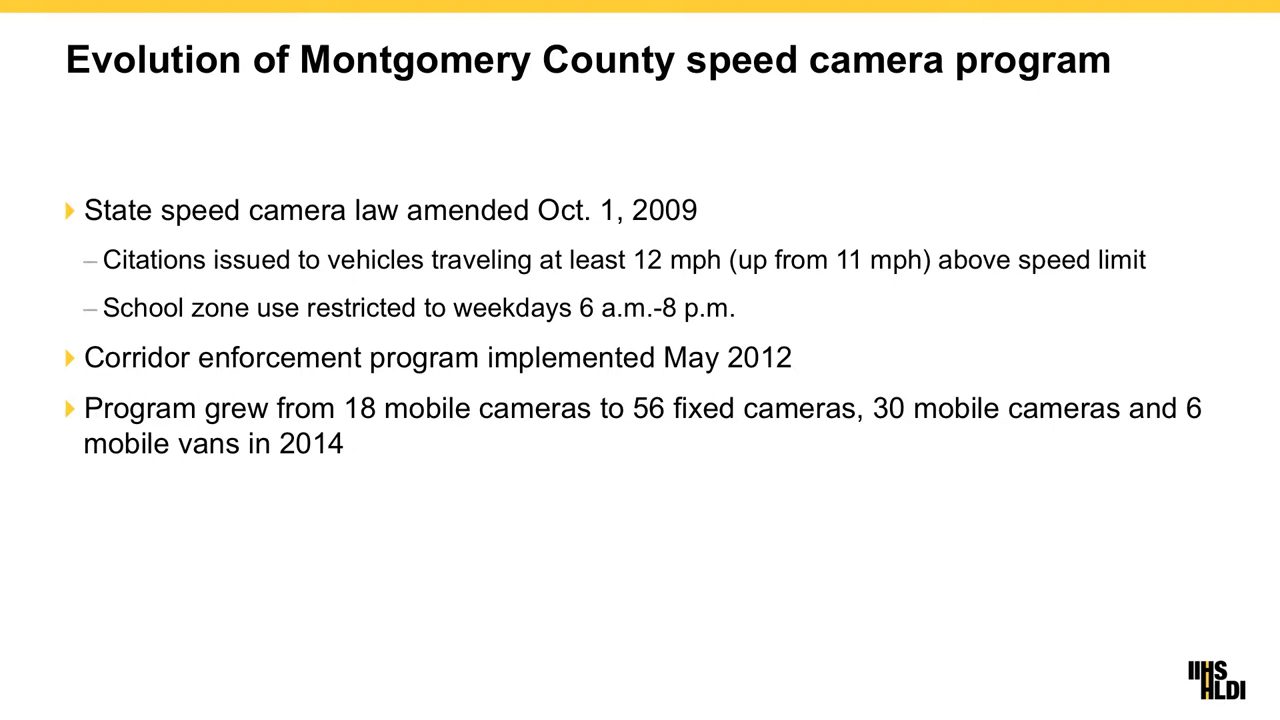 Evolution of Montgomery County speed camera program
State speed camera law amended Oct. 1, 2009
– Citations issued to vehicles traveling at least 12 mph (up from 11 mph) above speed limit
– School zone use restricted to weekdays 6 a.m.-8 p.m.
Corridor enforcement program implemented May 2012
Program grew from 18 mobile cameras to 56 fixed cameras, 30 mobile cameras and 6
mobile vans in 2014
IIHS
HLDI